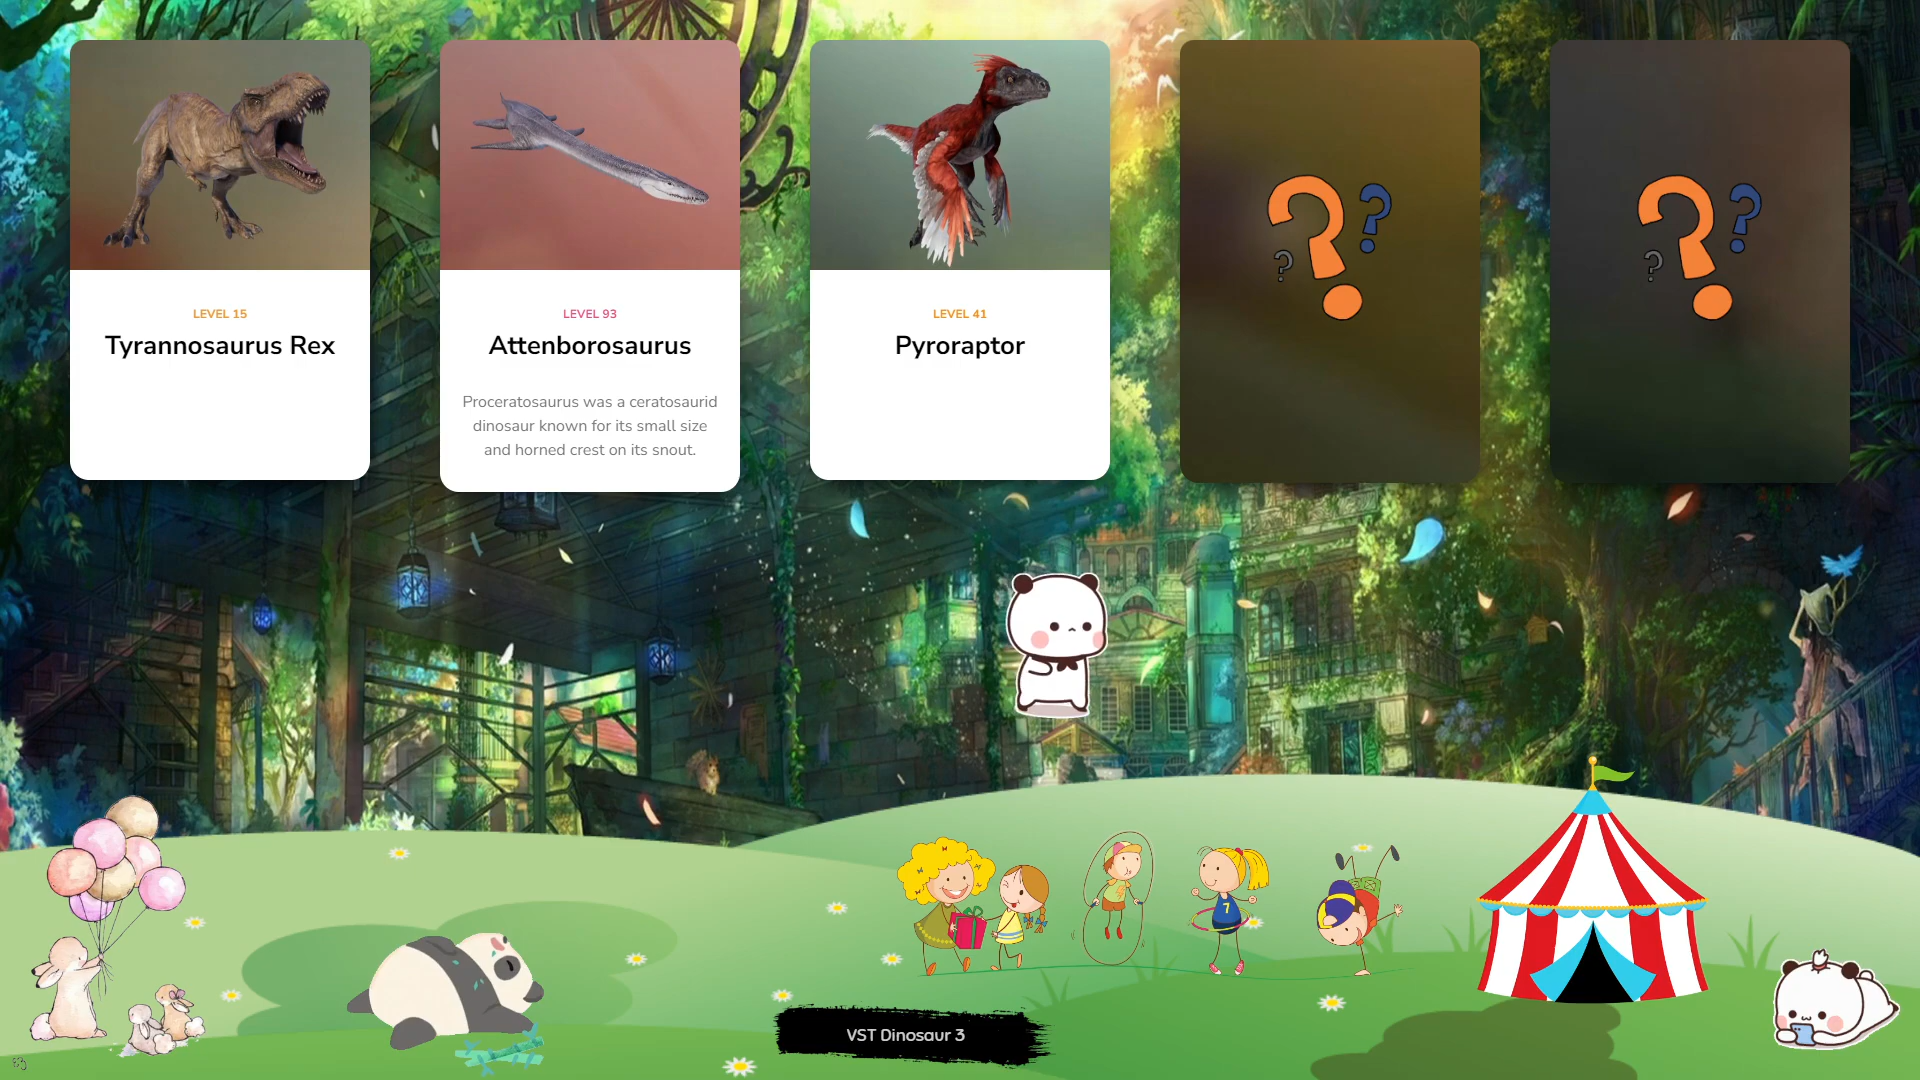 LEVEL 15
Tyrannosaurus Rex
LEVEL 93
Attenborosaurus
Proceratosaurus was a ceratosaurid
dinosaur known for its small size
and horned crest on its snout.
LEVEL 41
Pyroraptor
? ? ?
? ? ?
7
VST Dinosaur 3